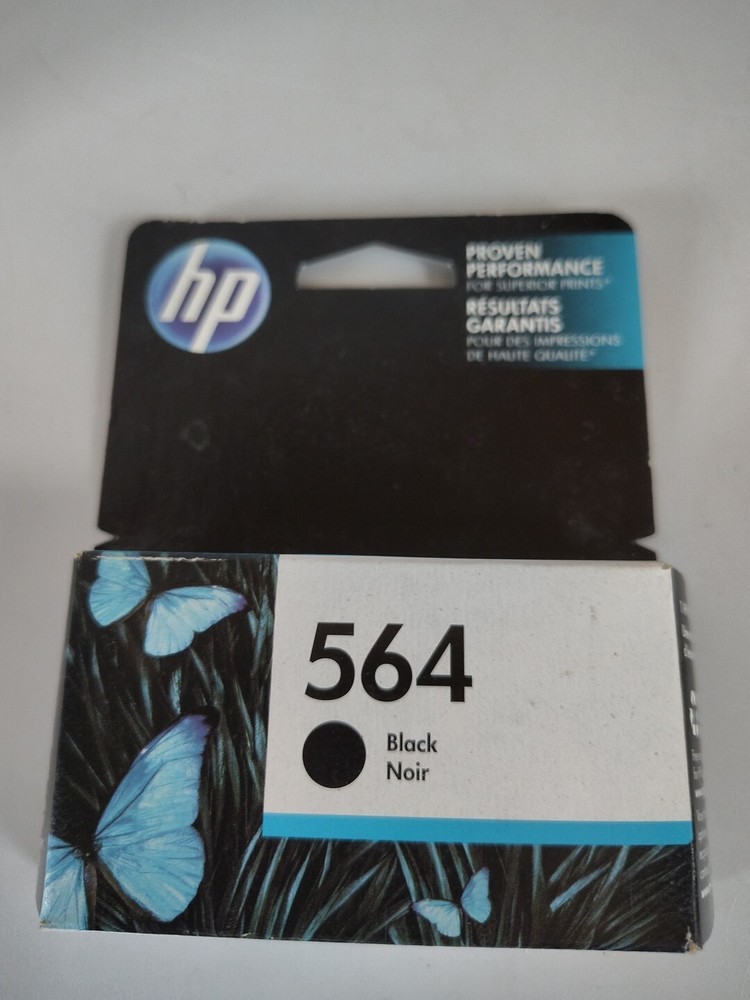 hp
PROVEN
PERFORMANCE
FOR SUPERIOR PRINTS*
RÉSULTATS
GARANTIS
POUR DES IMPRESSIONS
DE HAUTE QUALITÉ*
564
Black
Noir